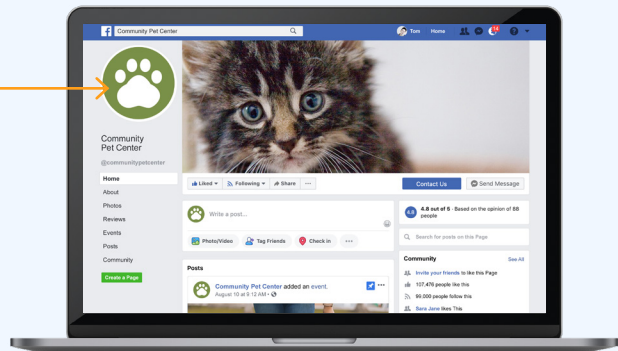 f Community Pet Center
Tom Home
Community
Pet Center
@communitypetcenter
Home
About
Photos
Reviews
Events
Posts
Community
Create a Page
Liked Following Share ...
Contact Us Send Message
Write a post...
Photo/Video Tag Friends Check in ...
4.8 4.8 out of 5 · Based on the opinion of 88
people
Search for posts on this Page
Community See All
Invite your friends to like this Page
107,476 people like this
99,000 people follow this
Sara Jane likes This
Posts
Community Pet Center added an event.
August 10 at 9:12 AM ·